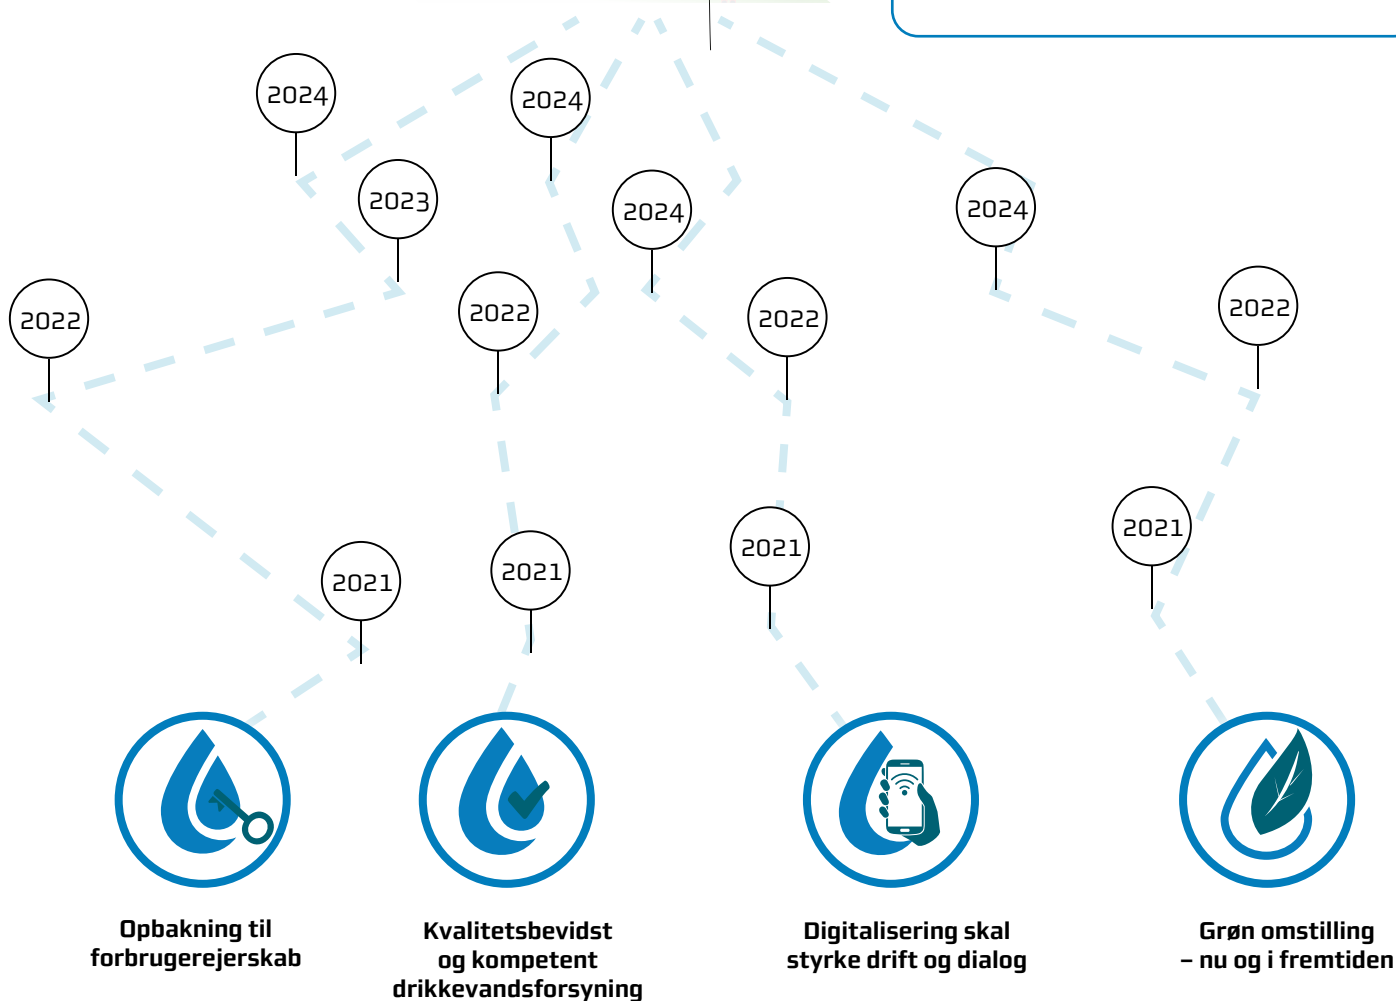 2024
2024
2023
2024
2024
2022
2022
2022
2022
2021
2021
2021
2021
Opbakning til
forbrugerejerskab
Kvalitetsbevidst
og kompetent
drikkevandsforsyning
Digitalisering skal
styrke drift og dialog
Grøn omstilling
– nu og i fremtiden